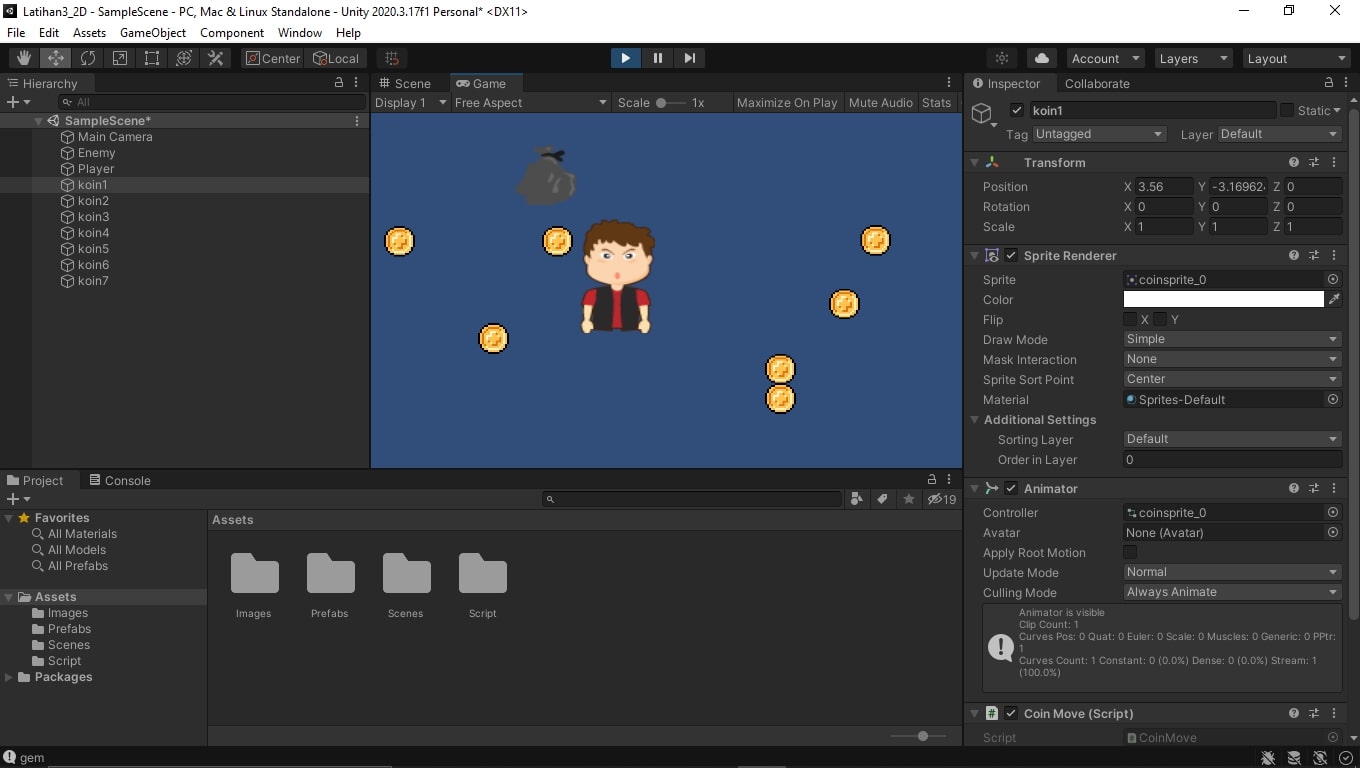 Latihan3_2D - SampleScene - PC, Mac & Linux Standalone - Unity 2020.3.17f1 Personal* <DX11>
File Edit Assets GameObject Component Window Help
Center Local Account Layers Layout
Hierarchy
All
SampleScene*
Main Camera
Enemy
Player
koin1
koin2
koin3
koin4
koin5
koin6
koin7
Scene Game
Display 1 Free Aspect Scale 1x Maximize On Play Mute Audio Stats
Inspector Collaborate
koin1 Static
Tag Untagged Layer Default
Transform
Position X 3.56 Y -3.16962 Z 0
Rotation X 0 Y 0 Z 0
Scale X 1 Y 1 Z 1
Sprite Renderer
Sprite coinsprite_0
Color
Flip X Y
Draw Mode Simple
Mask Interaction None
Sprite Sort Point Center
Material Sprites-Default
Additional Settings
Sorting Layer Default
Order in Layer 0
Animator
Controller coinsprite_0
Avatar None (Avatar)
Apply Root Motion
Update Mode Normal
Culling Mode Always Animate
Animator is visible
Clip Count: 1
Curves Pos: 0 Quat: 0 Euler: 0 Scale: 0 Muscles: 0 Generic: 0 PPtr:
1
Curves Count: 1 Constant: 0 (0.0%) Dense: 0 (0.0%) Stream: 1
(100.0%)
# Coin Move (Script)
Script CoinMove
Project Console
19
Favorites
All Materials
All Models
All Prefabs
Assets
Images
Prefabs
Scenes
Script
Packages
Assets
Images Prefabs Scenes Script
gem